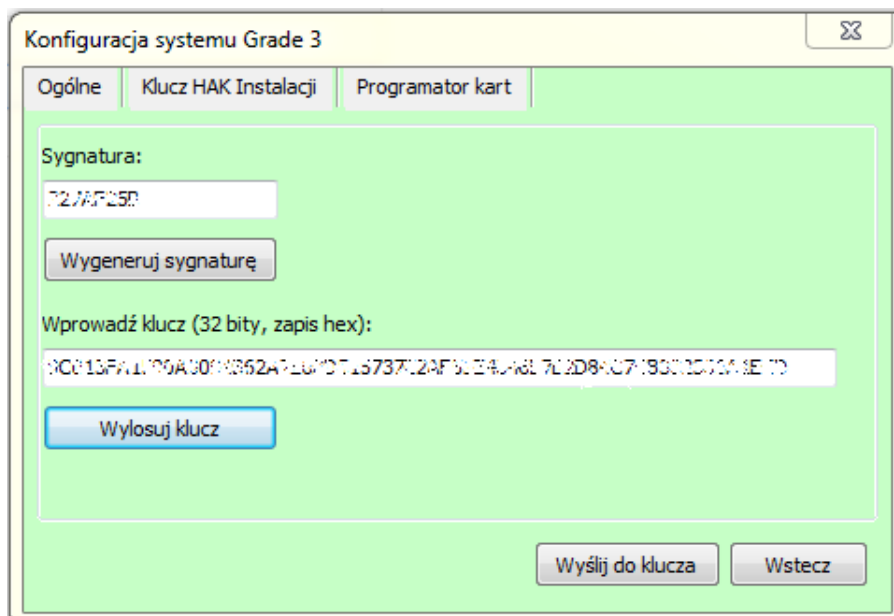 Konfiguracja systemu Grade 3
Ogólne Klucz HAK Instalacji Programator kart
Sygnatura:
Wygeneruj sygnaturę
Wprowadź klucz (32 bity, zapis hex):
Wylosuj klucz
Wyślij do klucza Wstecz